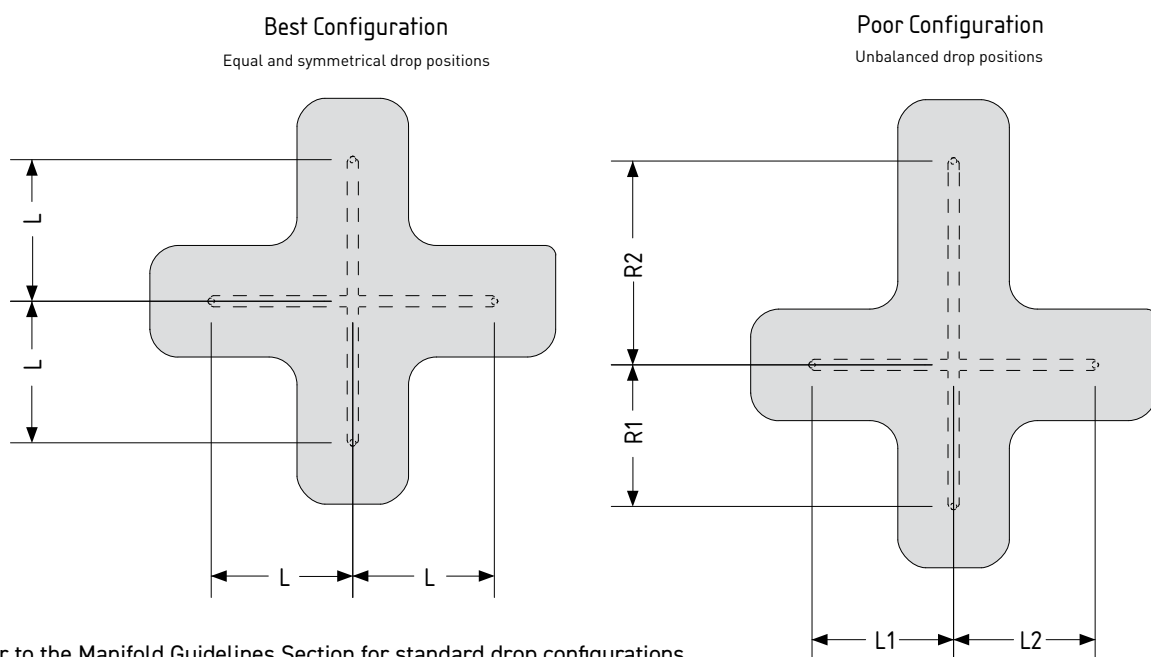 Best Configuration
Equal and symmetrical drop positions
L
L
L
L
Poor Configuration
Unbalanced drop positions
R2
R1
L1
L2
to the Manifold Guidelines Section for standard drop configurations